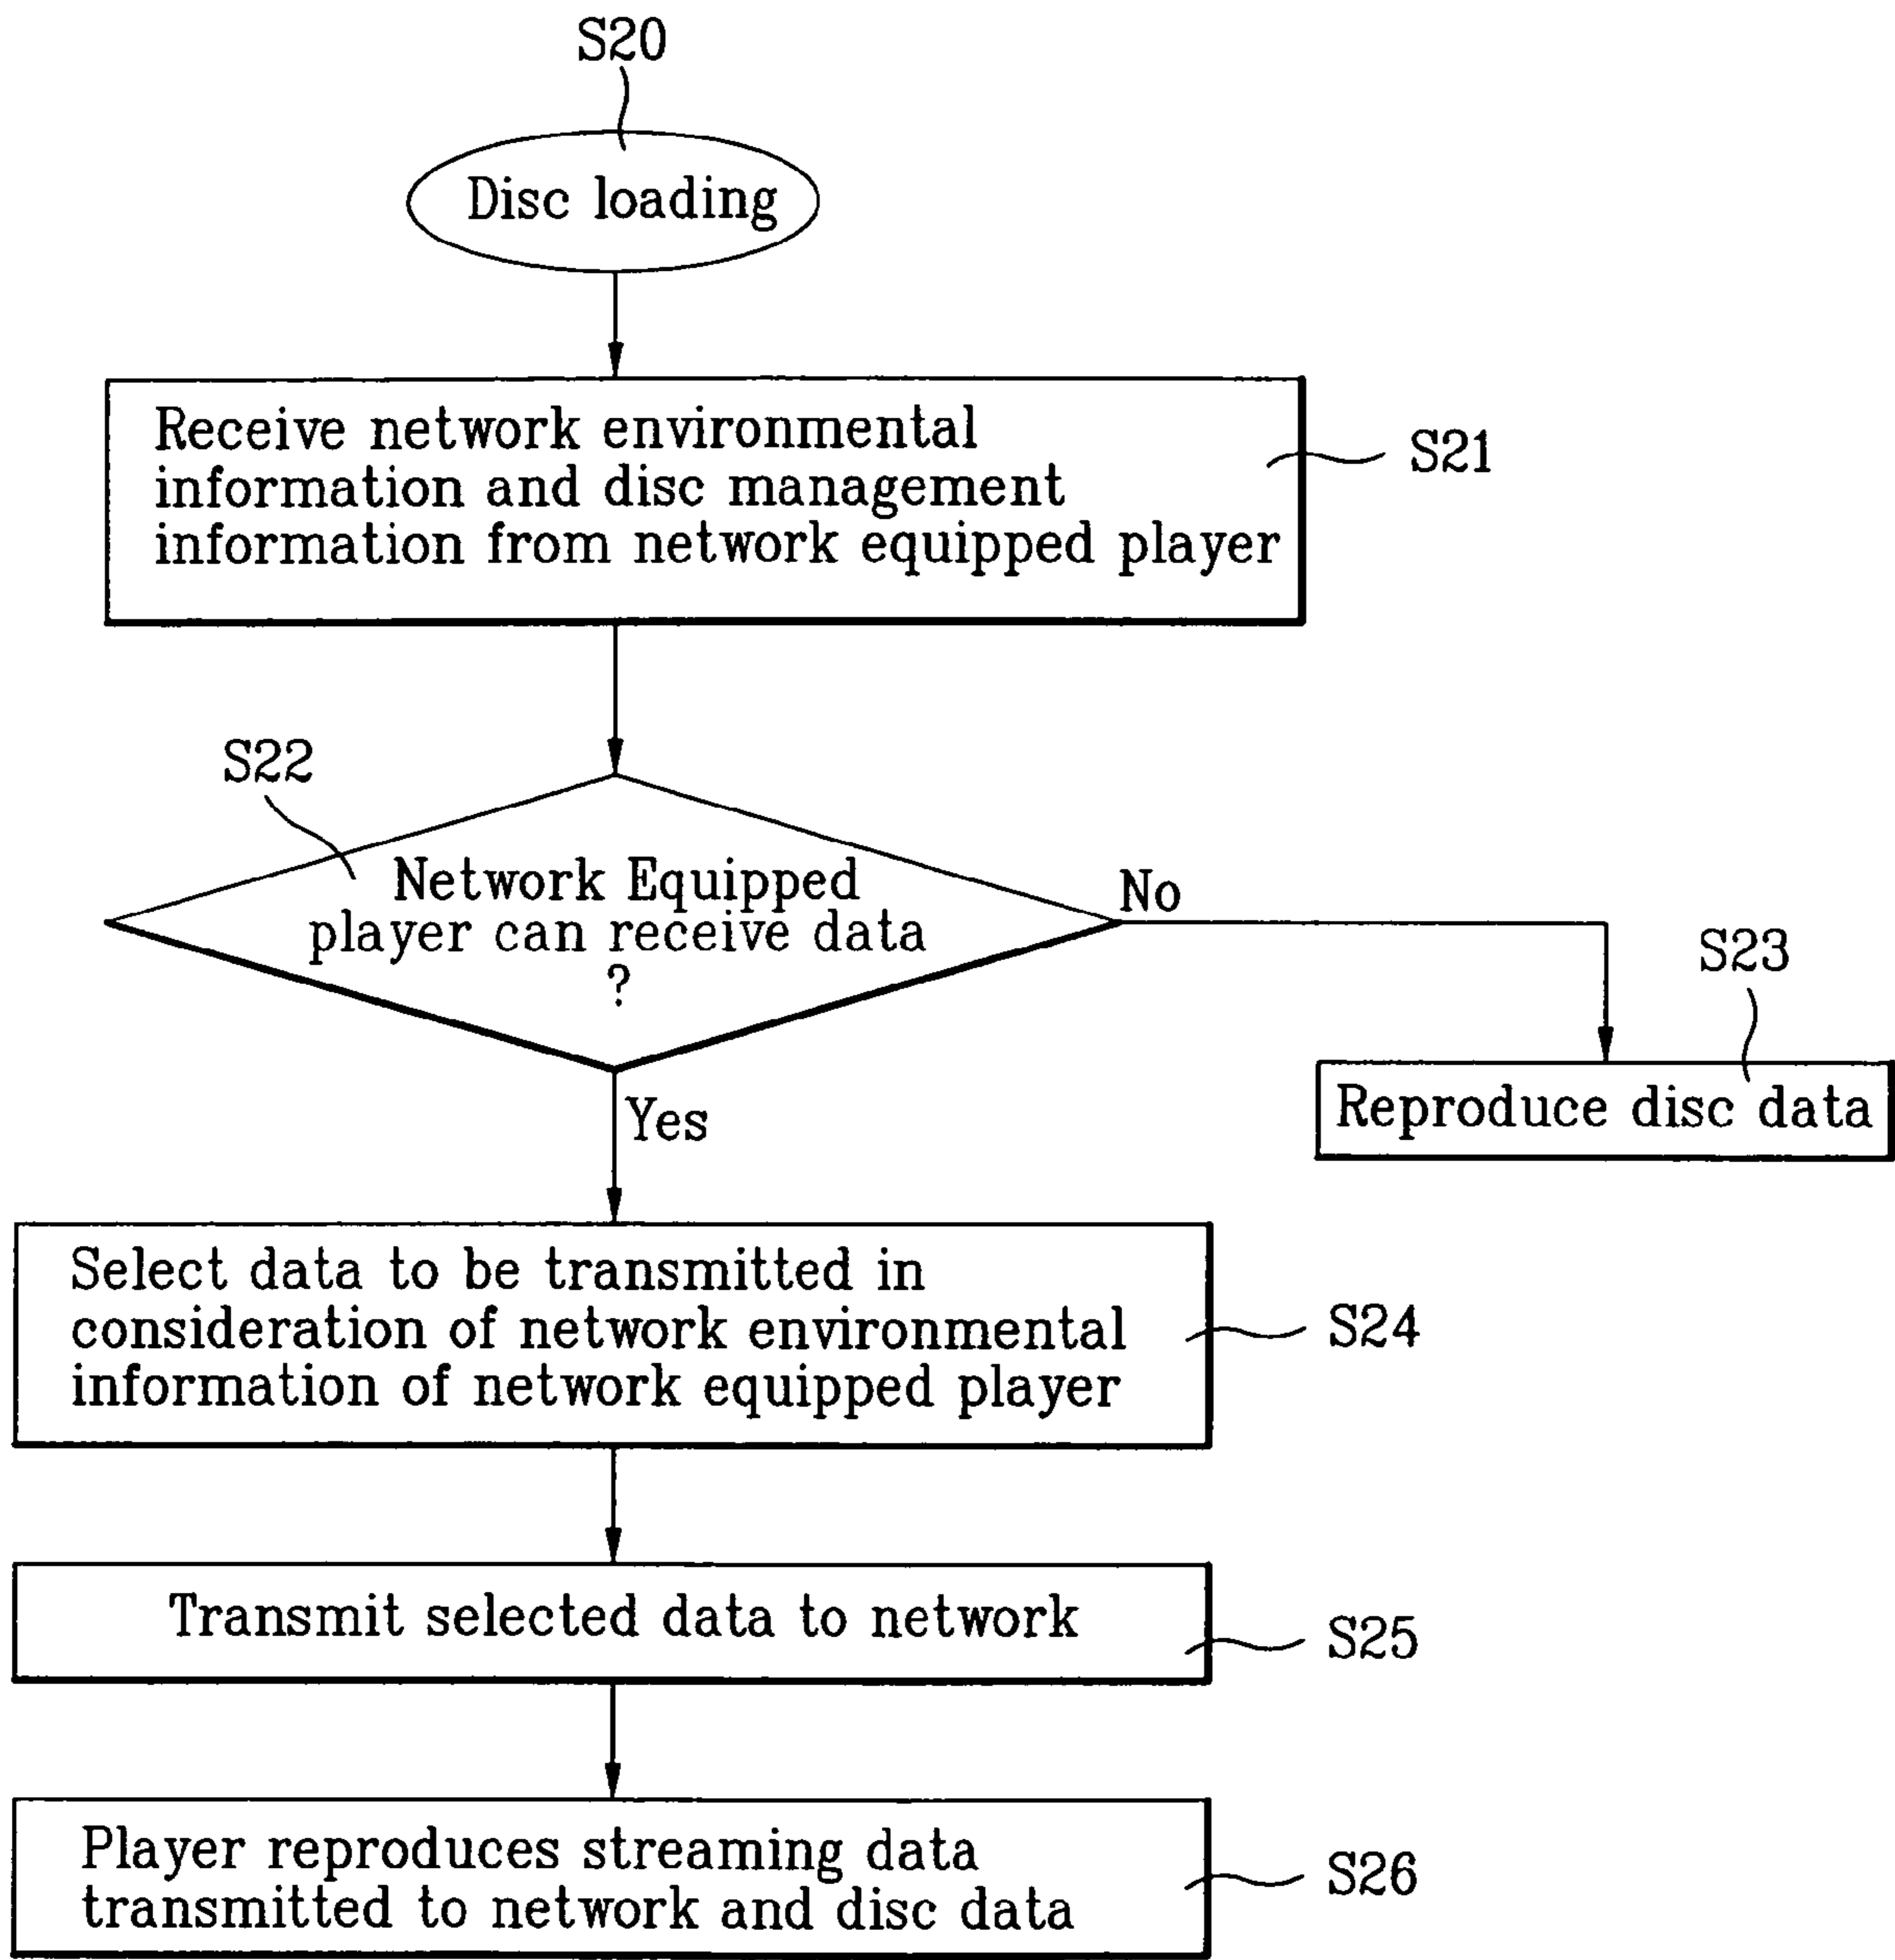 S20
Disc loading
Receive network environmental
information and disc management
information from network equipped player
S21
S22
Network Equipped
player can receive data
?
No
S23
Reproduce disc data
Yes
Select data to be transmitted in
consideration of network environmental
information of network equipped player
S24
Transmit selected data to network
S25
Player reproduces streaming data
transmitted to network and disc data
S26